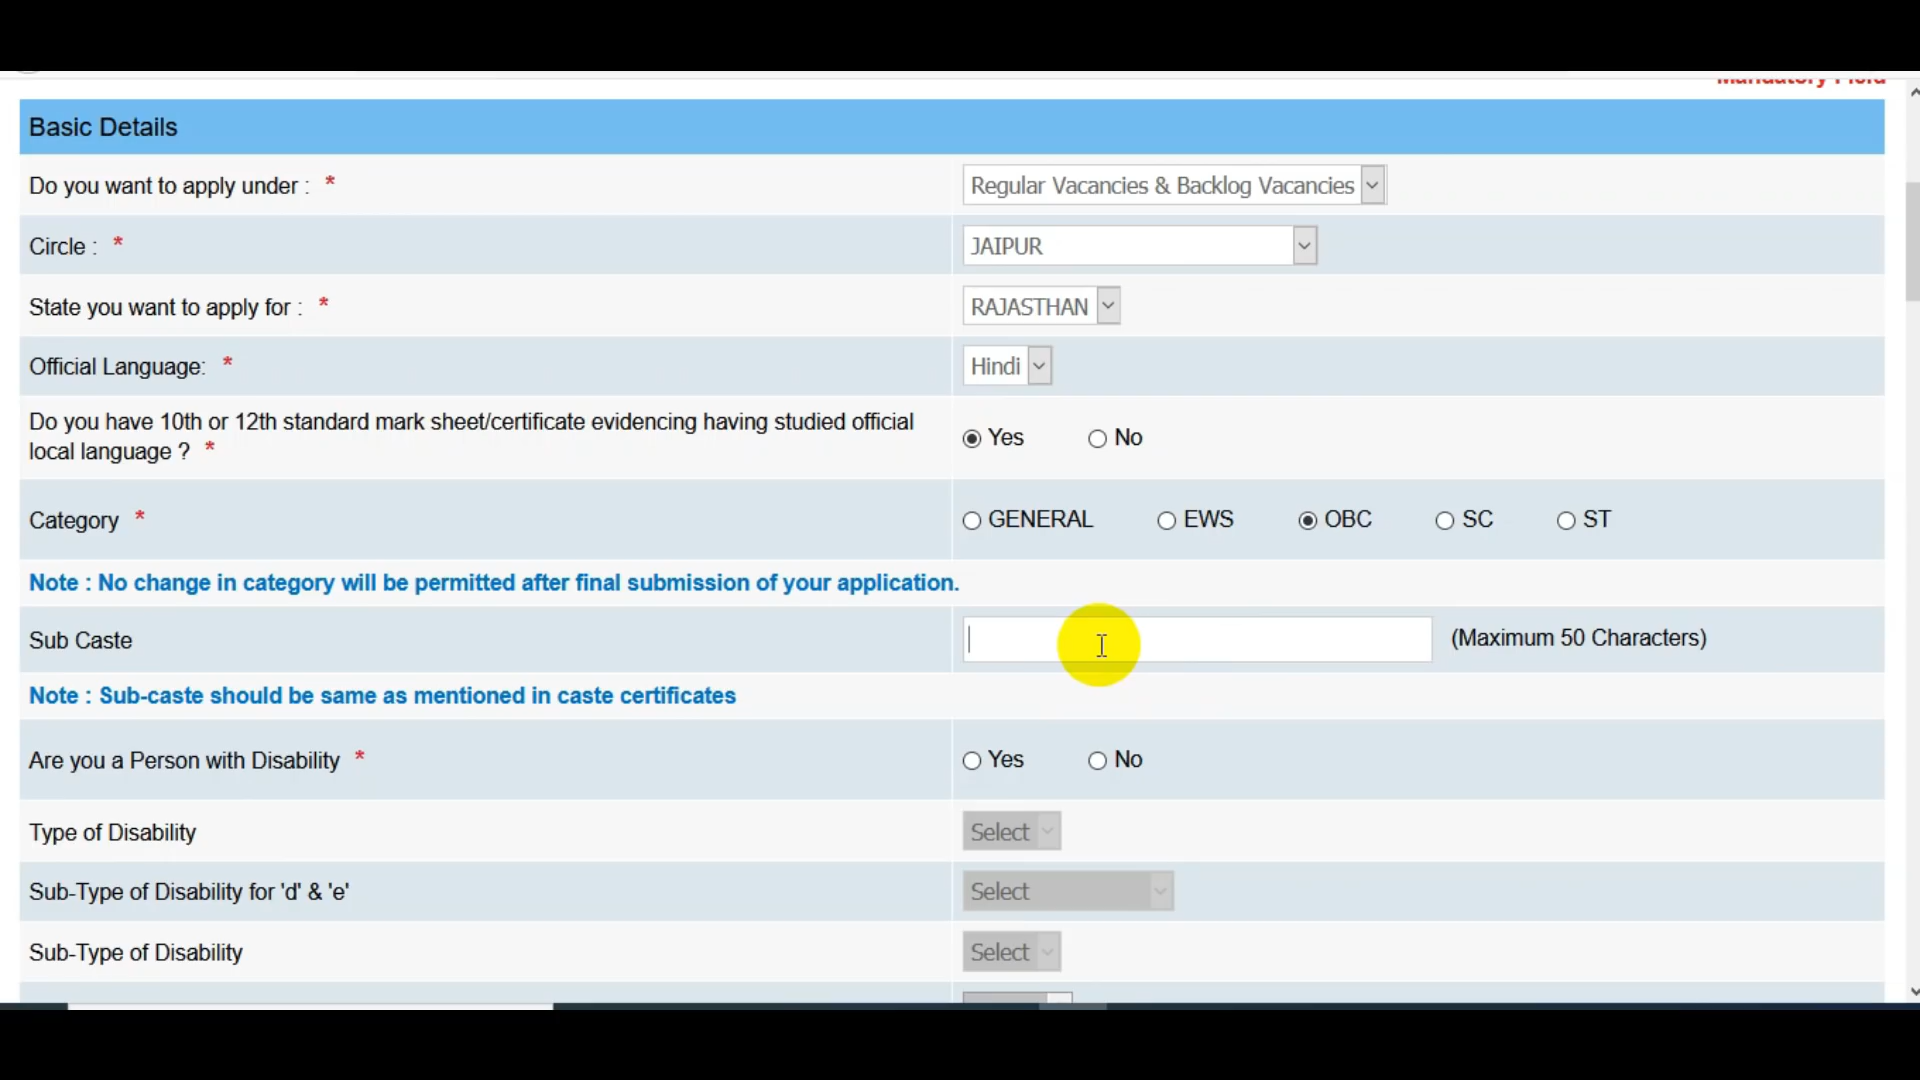 Mandatory Field
Basic Details
Do you want to apply under : * Regular Vacancies & Backlog Vacancies
Circle : * JAIPUR
State you want to apply for : * RAJASTHAN
Official Language: * Hindi
Do you have 10th or 12th standard mark sheet/certificate evidencing having studied official
local language ? * Yes No
Category * GENERAL EWS OBC SC ST
Note : No change in category will be permitted after final submission of your application.
Sub Caste (Maximum 50 Characters)
Note : Sub-caste should be same as mentioned in caste certificates
Are you a Person with Disability * Yes No
Type of Disability Select
Sub-Type of Disability for 'd' & 'e' Select
Sub-Type of Disability Select